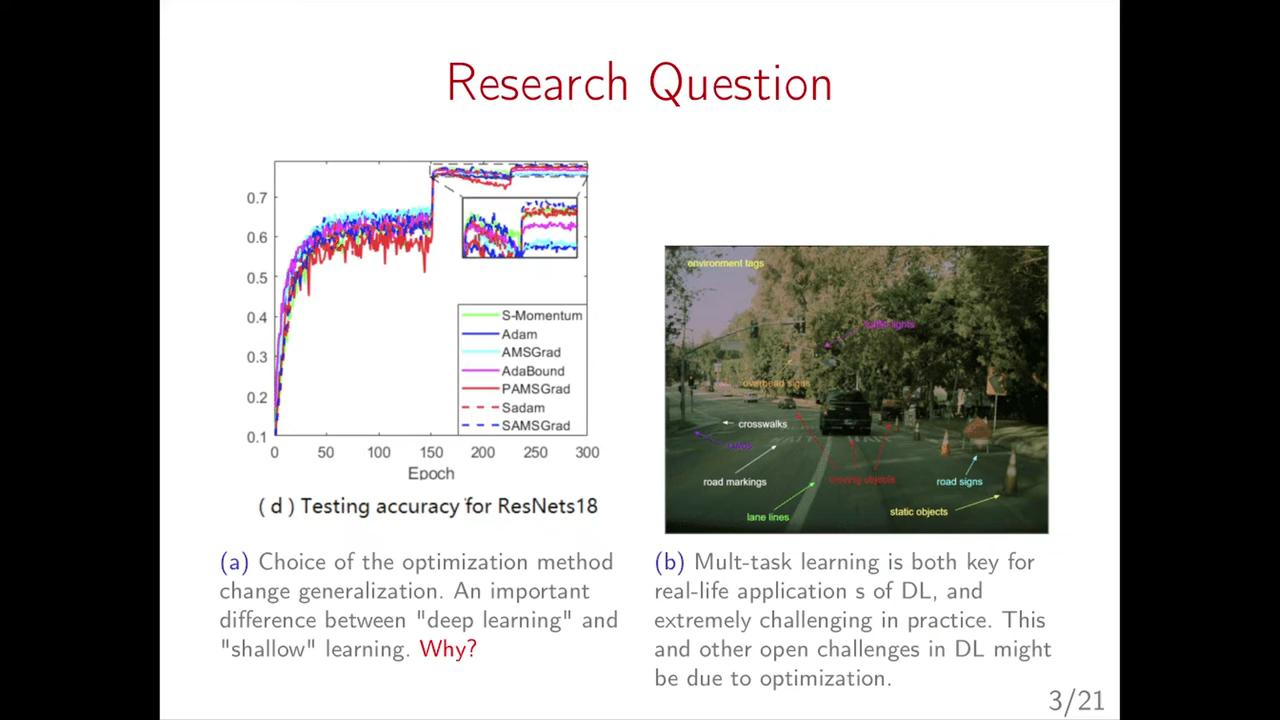 Research Question
0.7
0.6
0.5
0.4
0.3
0.2
0.1
0 50 100 150 200 250 300
Epoch
S-Momentum
Adam
AMSGrad
AdaBound
PAMSGrad
Sadam
SAMSGrad
( d ) Testing accuracy for ResNets18
(a) Choice of the optimization method
change generalization. An important
difference between "deep learning" and
"shallow" learning. Why?
environment tags
traffic lights
overhead signs
crosswalks
road markings
moving objects
road signs
lane lines
static objects
(b) Mult-task learning is both key for
real-life application s of DL, and
extremely challenging in practice. This
and other open challenges in DL might
be due to optimization.
3/21